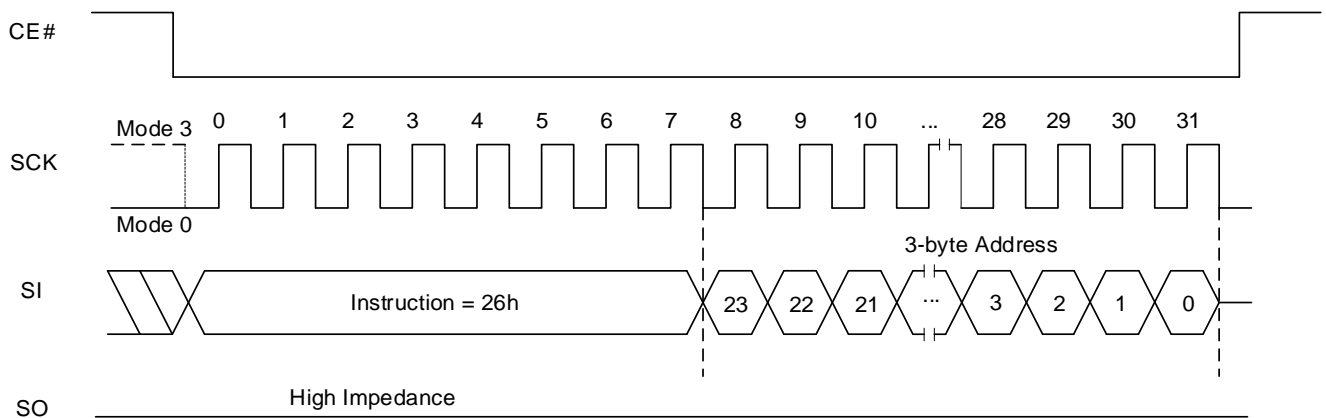 CE#
Mode 3 0 1 2 3 4 5 6 7 8 9 10 ... 28 29 30 31
SCK
Mode 0
3-byte Address
SI Instruction = 26h 23 22 21 ... 3 2 1 0
High Impedance
SO